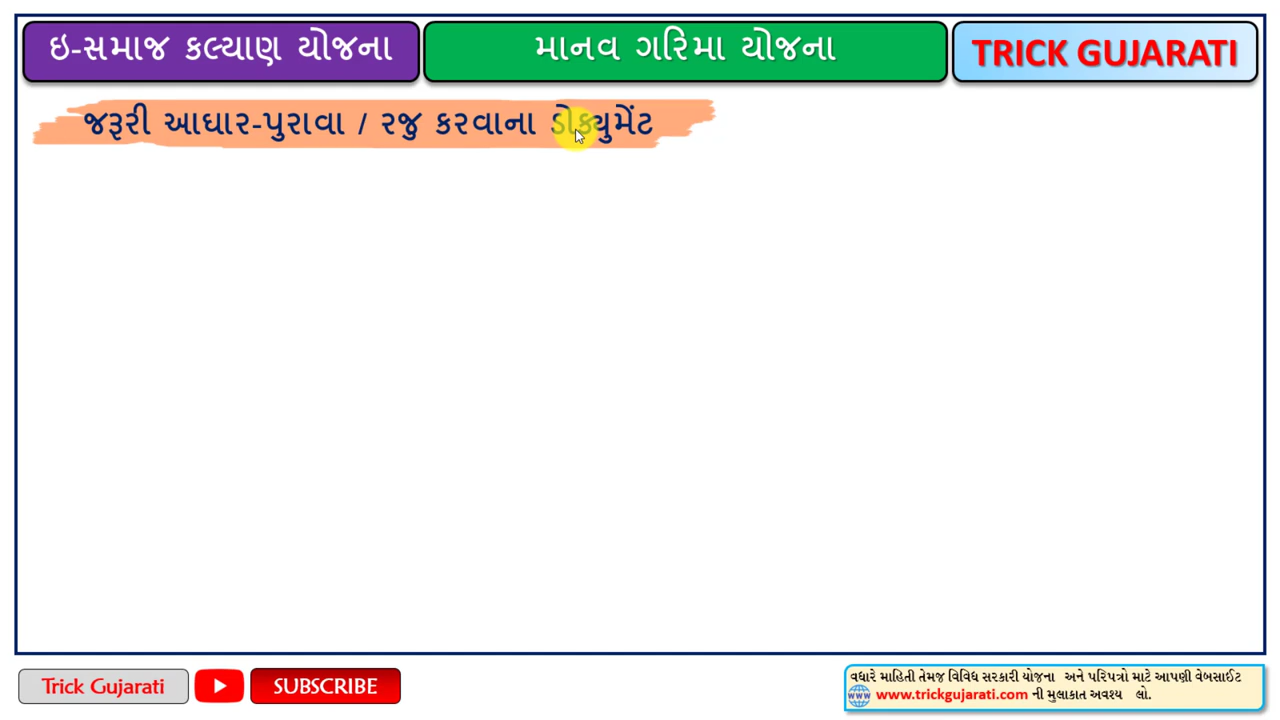 ઇ-સમાજ કલ્યાણ યોજના
માનવ ગરિમા યોજના
TRICK GUJARATI
જરૂરી આધાર-પુરાવા / રજુ કરવાના ડોક્યુમેંટ
Trick Gujarati
SUBSCRIBE
વધારે માહિતી તેમજ વિવિધ સરકારી યોજના અને પરિપત્રો માટે આપણી વેબસાઈટ
www.trickgujarati.com ની મુલાકાત અવશ્ય લો.